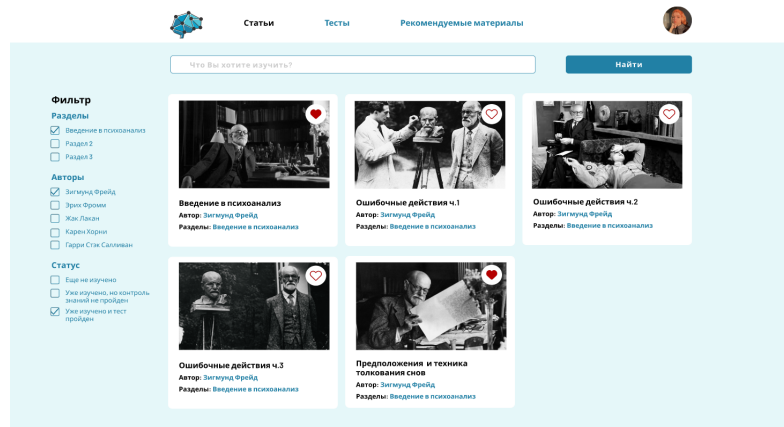 Статьи
Тесты
Рекомендуемые материалы
Что Вы хотите изучить?
Найти
Фильтр
Разделы
Введение в психоанализ
Раздел 2
Раздел 3
Авторы
Зигмунд Фрейд
Эрих Фромм
Жак Лакан
Карен Хорни
Гарри Стэк Салливан
Статус
Еще не изучено
Уже изучено, но контроль
знаний не пройден
Уже изучено и тест
пройден
Введение в психоанализ
Автор: Зигмунд Фрейд
Разделы: Введение в психоанализ
Ошибочные действия ч.1
Автор: Зигмунд Фрейд
Разделы: Введение в психоанализ
Ошибочные действия ч.2
Автор: Зигмунд Фрейд
Разделы: Введение в психоанализ
Ошибочные действия ч.3
Автор: Зигмунд Фрейд
Разделы: Введение в психоанализ
Предположения и техника
толкования снов
Автор: Зигмунд Фрейд
Разделы: Введение в психоанализ